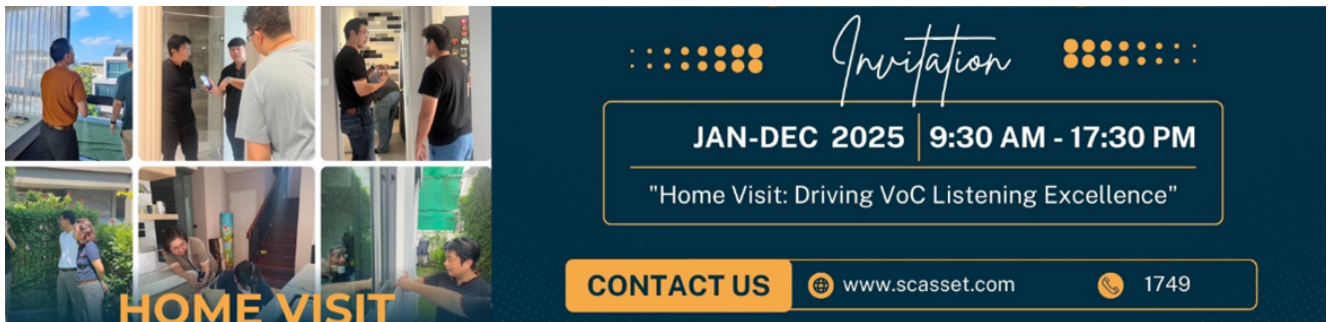 HOME VISIT
Invitation
JAN-DEC 2025 9:30 AM - 17:30 PM
"Home Visit: Driving VoC Listening Excellence"
CONTACT US www.scasset.com 1749